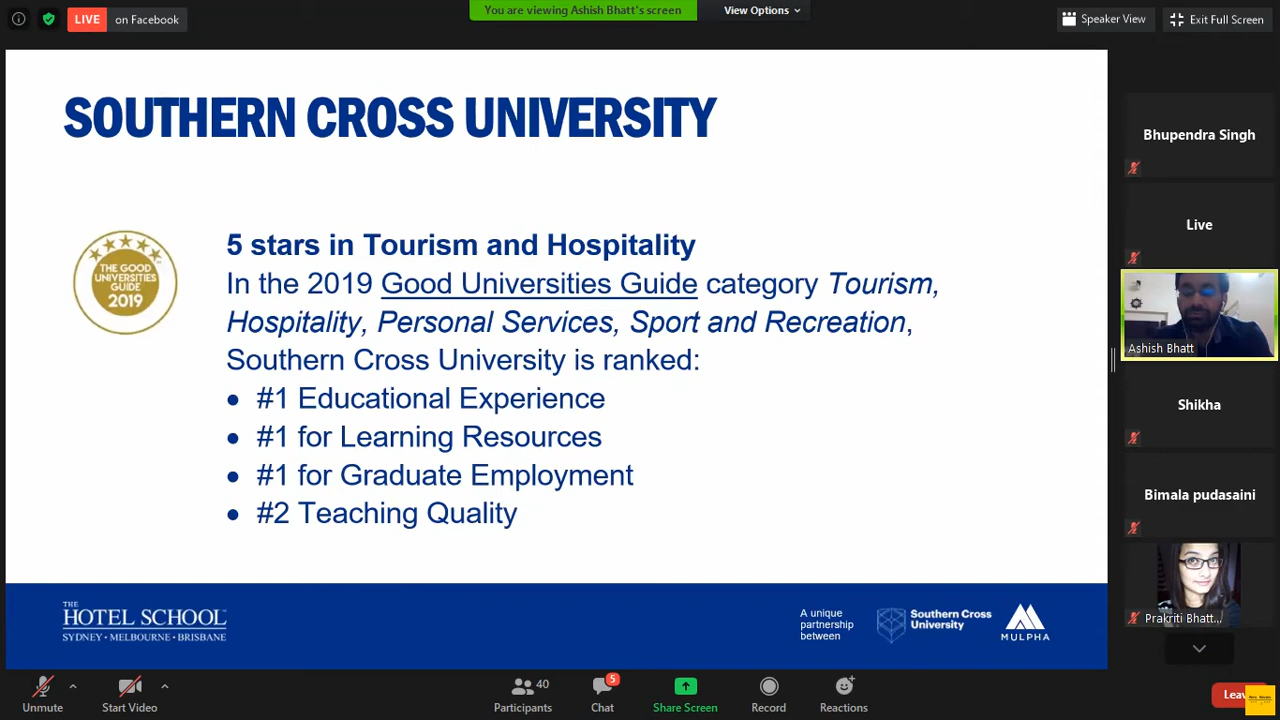 LIVE on Facebook
You are viewing Ashish Bhatt's screen
View Options
Speaker View
Exit Full Screen
SOUTHERN CROSS UNIVERSITY
THE GOOD
UNIVERSITIES
GUIDE
2019
5 stars in Tourism and Hospitality
In the 2019 Good Universities Guide category Tourism,
Hospitality, Personal Services, Sport and Recreation,
Southern Cross University is ranked:
• #1 Educational Experience
• #1 for Learning Resources
• #1 for Graduate Employment
• #2 Teaching Quality
THE
HOTEL SCHOOL™
SYDNEY • MELBOURNE • BRISBANE
A unique
partnership
between
Southern Cross
University
MULPHA
Bhupendra Singh
Live
Ashish Bhatt
Shikha
Bimala pudasaini
Prakriti Bhatt...
Unmute
Start Video
40
Participants
5
Chat
Share Screen
Record
Reactions